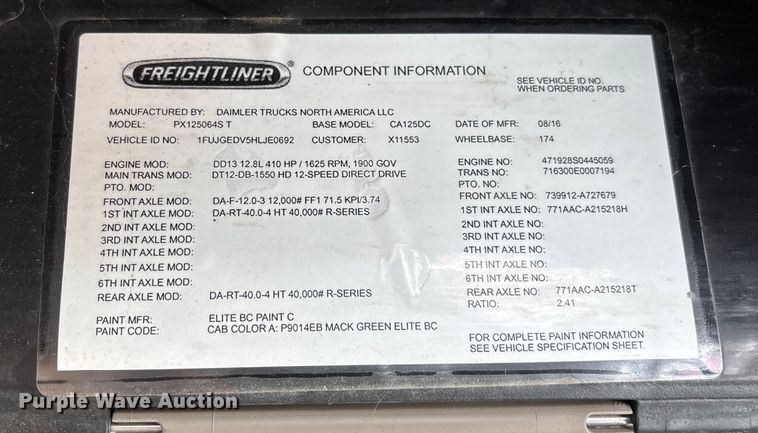 FREIGHTLINER® COMPONENT INFORMATION
SEE VEHICLE ID NO.
WHEN ORDERING PARTS
MANUFACTURED BY: DAIMLER TRUCKS NORTH AMERICA LLC
MODEL: PX125064S T BASE MODEL: CA125DC DATE OF MFR: 08/16
VEHICLE ID NO: 1FUJGEDV5HLJE0692 CUSTOMER: X11553 WHEELBASE: 174
ENGINE MOD: DD13 12.8L 410 HP / 1625 RPM, 1900 GOV ENGINE NO: 471928S0445059
MAIN TRANS MOD: DT12-DB-1550 HD 12-SPEED DIRECT DRIVE TRANS NO: 716300E0007194
PTO. MOD: PTO. NO:
FRONT AXLE MOD: DA-F-12.0-3 12,000# FF1 71.5 KPI/3.74 FRONT AXLE NO: 739912-A727679
1ST INT AXLE MOD: DA-RT-40.0-4 HT 40,000# R-SERIES 1ST INT AXLE NO: 771AAC-A215218H
2ND INT AXLE MOD: 2ND INT AXLE NO:
3RD INT AXLE MOD: 3RD INT AXLE NO:
4TH INT AXLE MOD: 4TH INT AXLE NO:
5TH INT AXLE MOD: 5TH INT AXLE NO:
6TH INT AXLE MOD: 6TH INT AXLE NO:
REAR AXLE MOD: DA-RT-40.0-4 HT 40,000# R-SERIES REAR AXLE NO: 771AAC-A215218T
RATIO: 2.41
PAINT MFR: ELITE BC PAINT C
PAINT CODE: CAB COLOR A: P9014EB MACK GREEN ELITE BC
FOR COMPLETE PAINT INFORMATION
SEE VEHICLE SPECIFICATION SHEET.
Purple Wave Auction